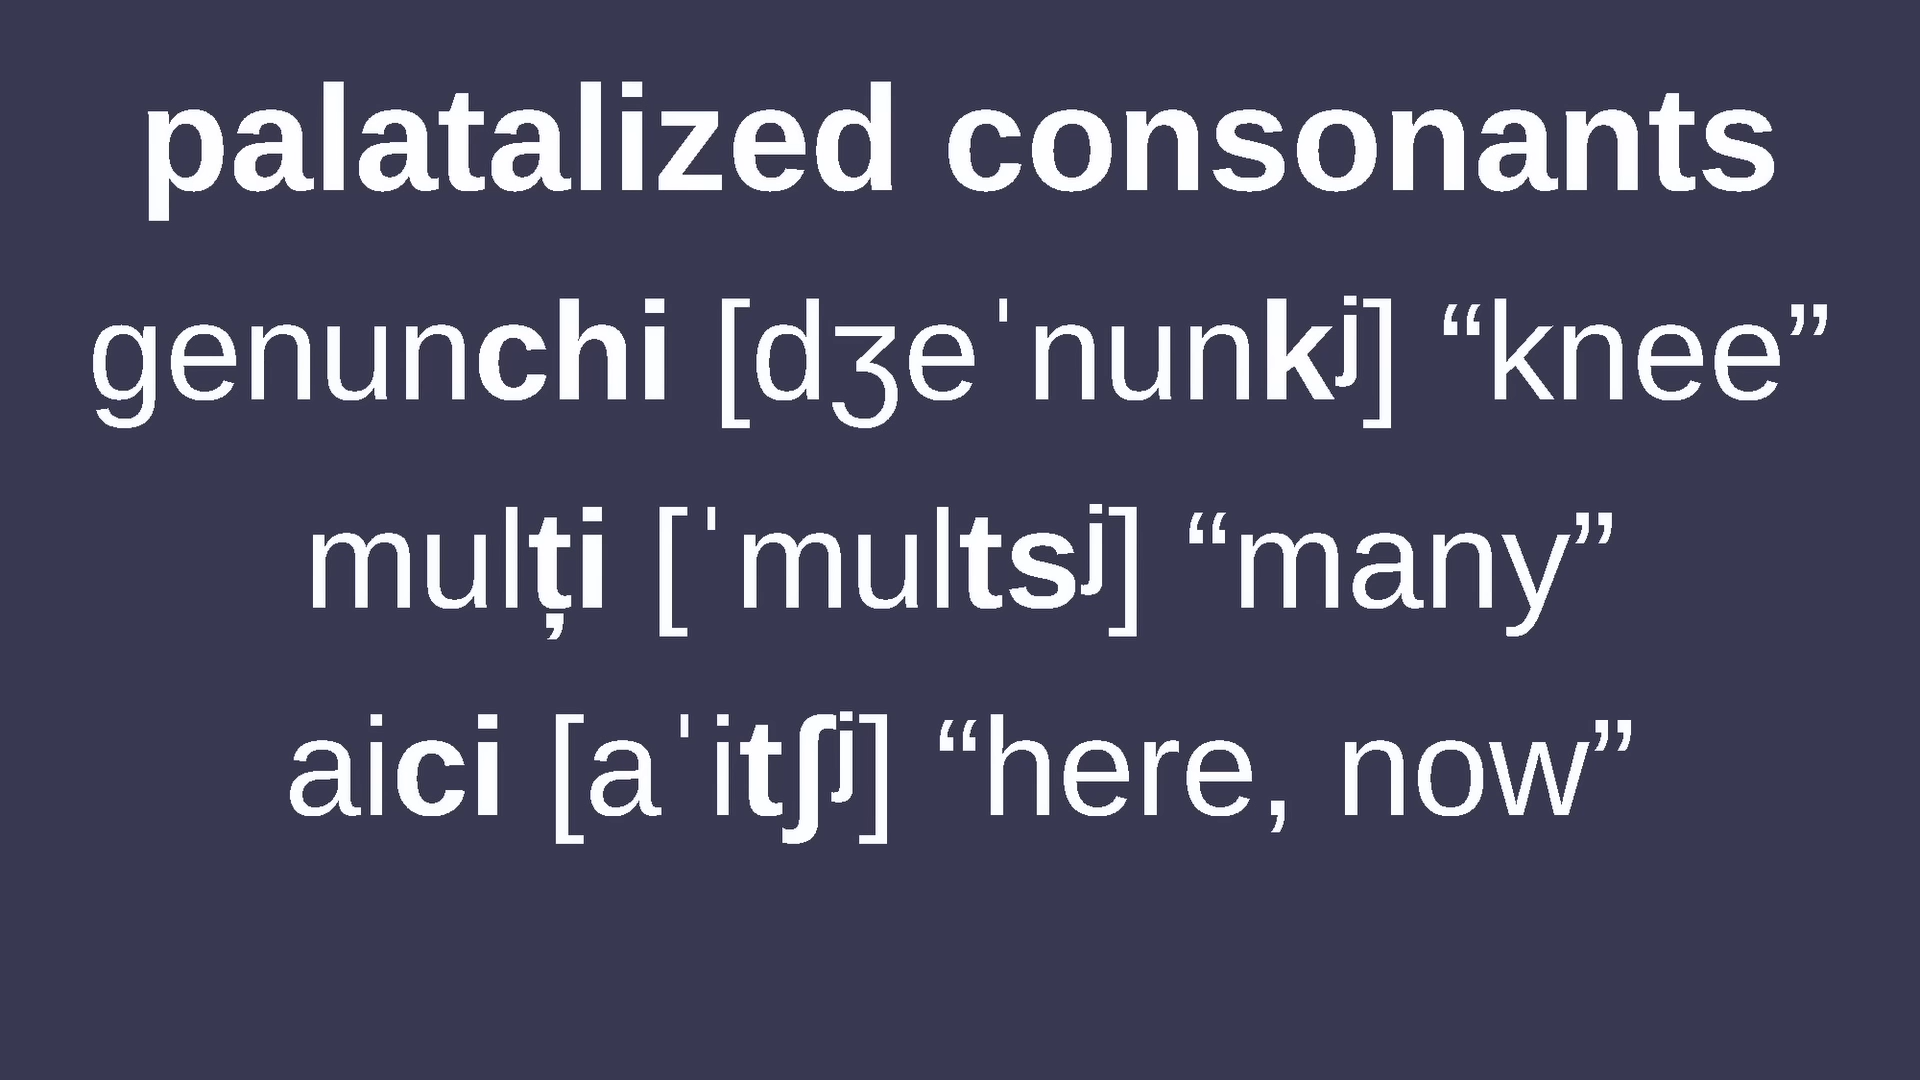 palatalized consonants
genunchi [dʒeˈnunkʲ] “knee”
mulți [ˈmultsʲ] “many”
aici [aˈitʃʲ] “here, now”